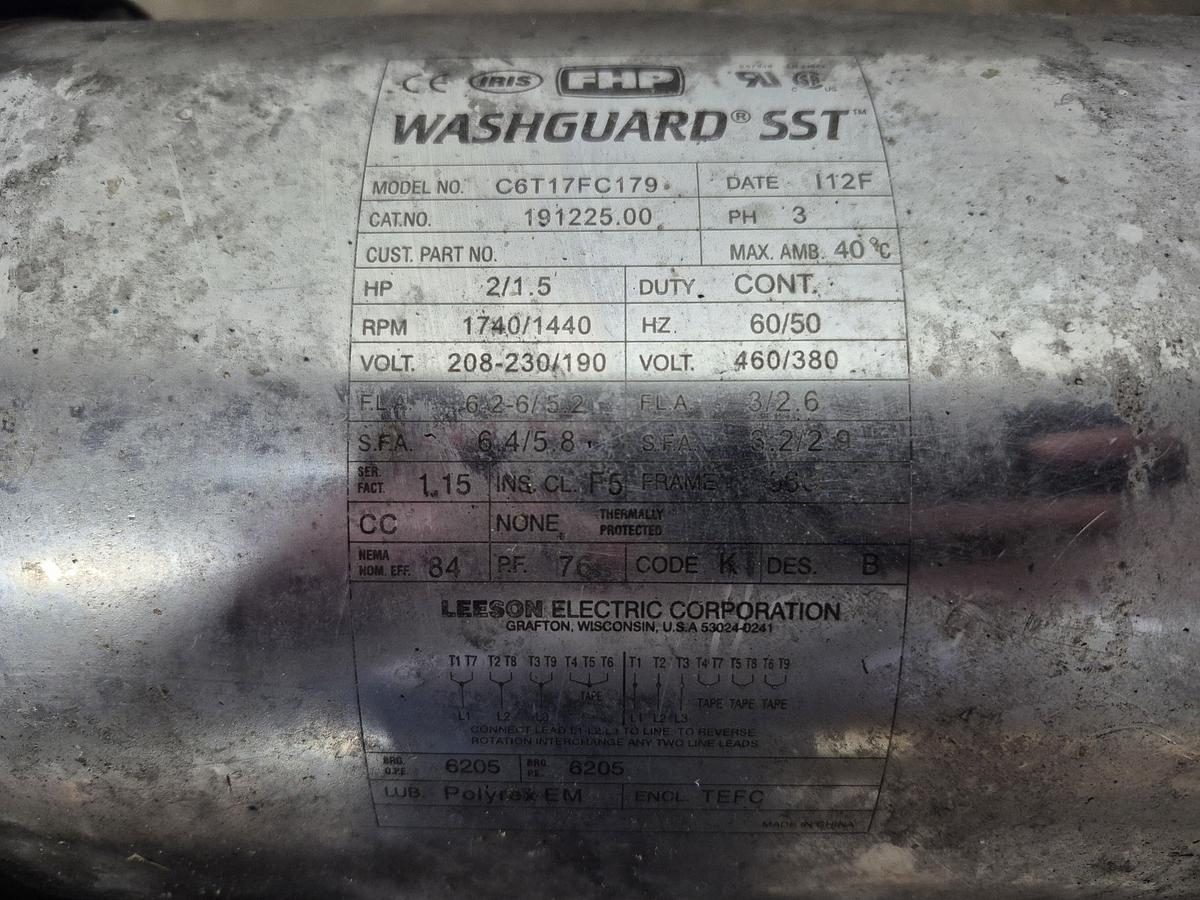 CE IRIS FHP
WASHGUARD® SST™
MODEL NO. C6T17FC179 DATE I12F
CAT.NO. 191225.00 PH 3
CUST. PART NO. MAX. AMB. 40 °C
HP 2/1.5 DUTY CONT.
RPM 1740/1440 HZ. 60/50
VOLT. 208-230/190 VOLT. 460/380
F.L.A. 6.2-6/5.2 F.L.A. 3/2.6
S.F.A. 6.4/5.8 S.F.A. 3.2/2.9
SER. FACT. 1.15 INS. CL. F5 FRAME
CC NONE THERMALLY PROTECTED
NEMA NOM. EFF. 84 P.F. 76 CODE K DES. B
LEESON ELECTRIC CORPORATION
GRAFTON, WISCONSIN, U.S.A 53024-0241
T1 T7 T2 T8 T3 T9 T4 T5 T6 T1 T2 T3 T4 T7 T5 T8 T6 T9
TAPE TAPE TAPE TAPE
L1 L2 L3 L1 L2 L3
CONNECT LEAD L1-L2-L3 TO LINE. TO REVERSE
ROTATION INTERCHANGE ANY TWO LINE LEADS
BRG. O.P.E. 6205 BRG. P.E. 6205
LUB. Polyrex EM ENCL. TEFC
MADE IN CHINA